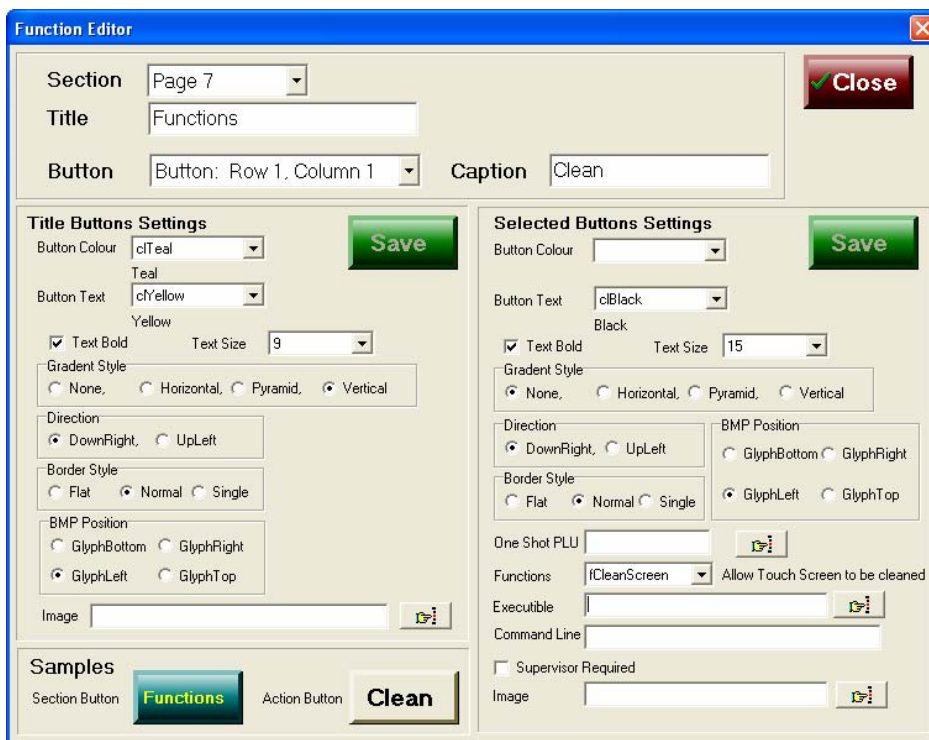 Function Editor
Section Page 7
Close
Title Functions
Button Button: Row 1, Column 1 Caption Clean
Title Buttons Settings
Save
Button Colour clTeal
Teal
Button Text clYellow
Yellow
Text Bold Text Size 9
Gradent Style
None, Horizontal, Pyramid, Vertical
Direction
DownRight, UpLeft
Border Style
Flat Normal Single
BMP Position
GlyphBottom GlyphRight
GlyphLeft GlyphTop
Image
Samples
Section Button Functions Action Button Clean
Selected Buttons Settings
Save
Button Colour
Button Text clBlack
Black
Text Bold Text Size 15
Gradent Style
None, Horizontal, Pyramid, Vertical
Direction
DownRight, UpLeft
Border Style
Flat Normal Single
BMP Position
GlyphBottom GlyphRight
GlyphLeft GlyphTop
One Shot PLU
Functions fCleanScreen Allow Touch Screen to be cleaned
Executible
Command Line
Supervisor Required
Image